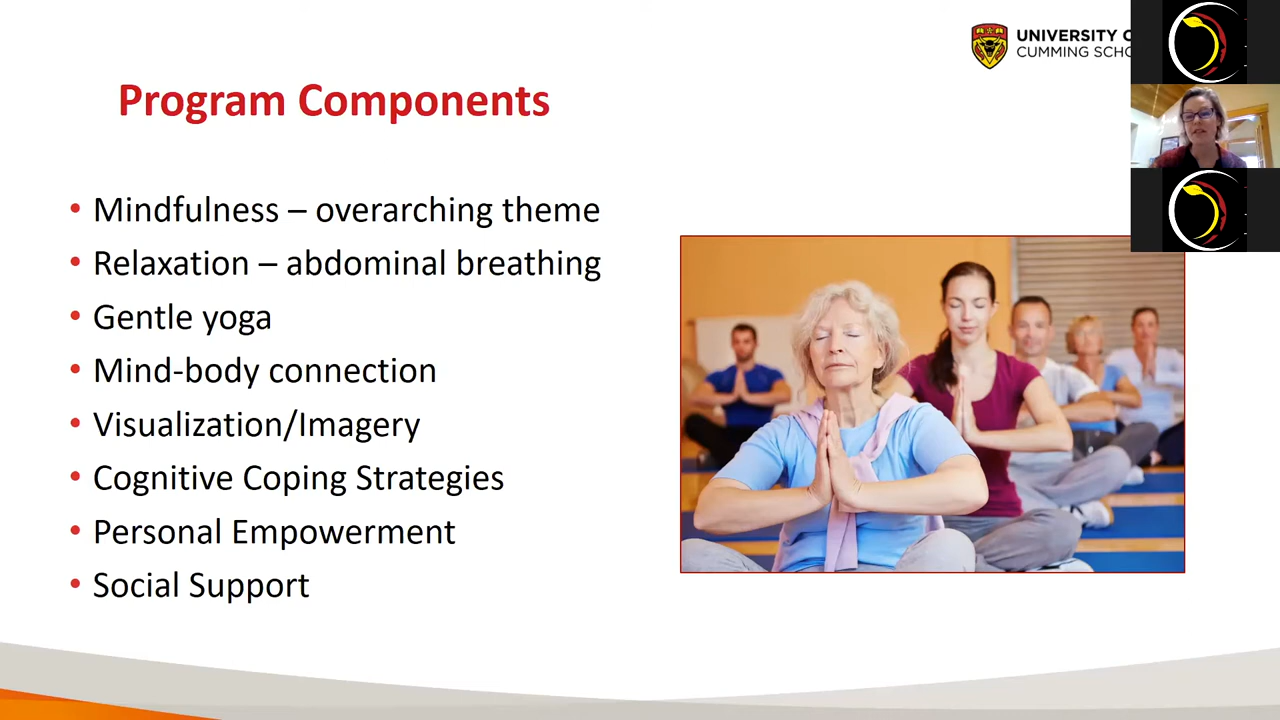 UNIVERSITY
CUMMING
Program Components
• Mindfulness – overarching theme
• Relaxation – abdominal breathing
• Gentle yoga
• Mind-body connection
• Visualization/Imagery
• Cognitive Coping Strategies
• Personal Empowerment
• Social Support